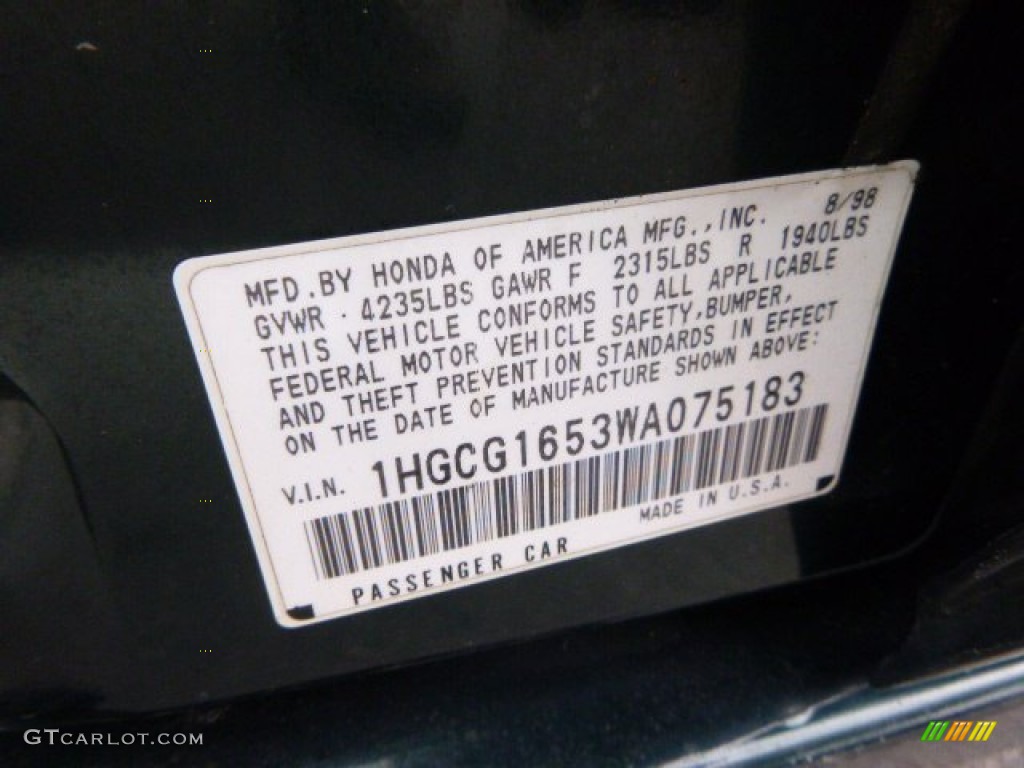 MFD.BY HONDA OF AMERICA MFG.,INC. 8/98
GVWR 4235LBS GAWR F 2315LBS R 1940LBS
THIS VEHICLE CONFORMS TO ALL APPLICABLE
FEDERAL MOTOR VEHICLE SAFETY,BUMPER,
AND THEFT PREVENTION STANDARDS IN EFFECT
ON THE DATE OF MANUFACTURE SHOWN ABOVE:
V.I.N. 1HGCG1653WA075183
MADE IN U.S.A.
PASSENGER CAR
GTCARLOT.COM